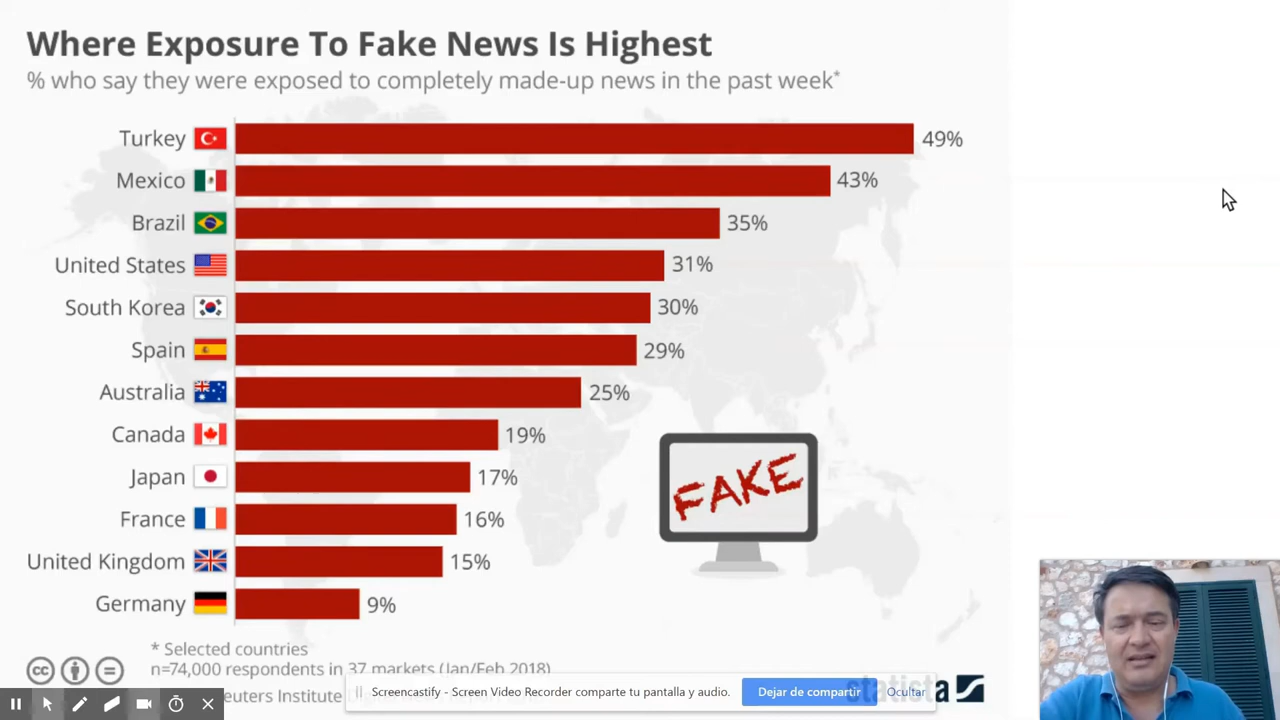 Where Exposure To Fake News Is Highest
% who say they were exposed to completely made-up news in the past week*
Turkey 49%
Mexico 43%
Brazil 35%
United States 31%
South Korea 30%
Spain 29%
Australia 25%
Canada 19%
Japan 17%
France 16%
United Kingdom 15%
Germany 9%
FAKE
* Selected countries
n=74,000 respondents in 37 markets (Jan/Feb 2018)
cc
Institute
Screencastify - Screen Video Recorder comparte tu pantalla y audio. Dejar de compartir Ocultar